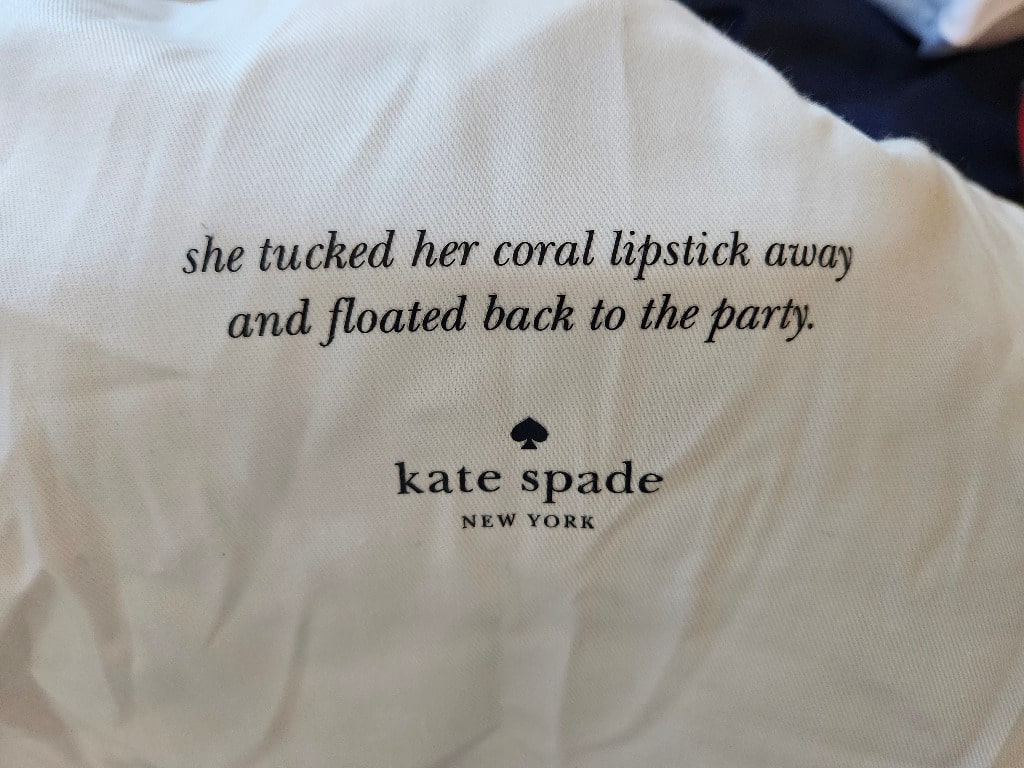 she tucked her coral lipstick away
and floated back to the party.
kate spade
NEW YORK